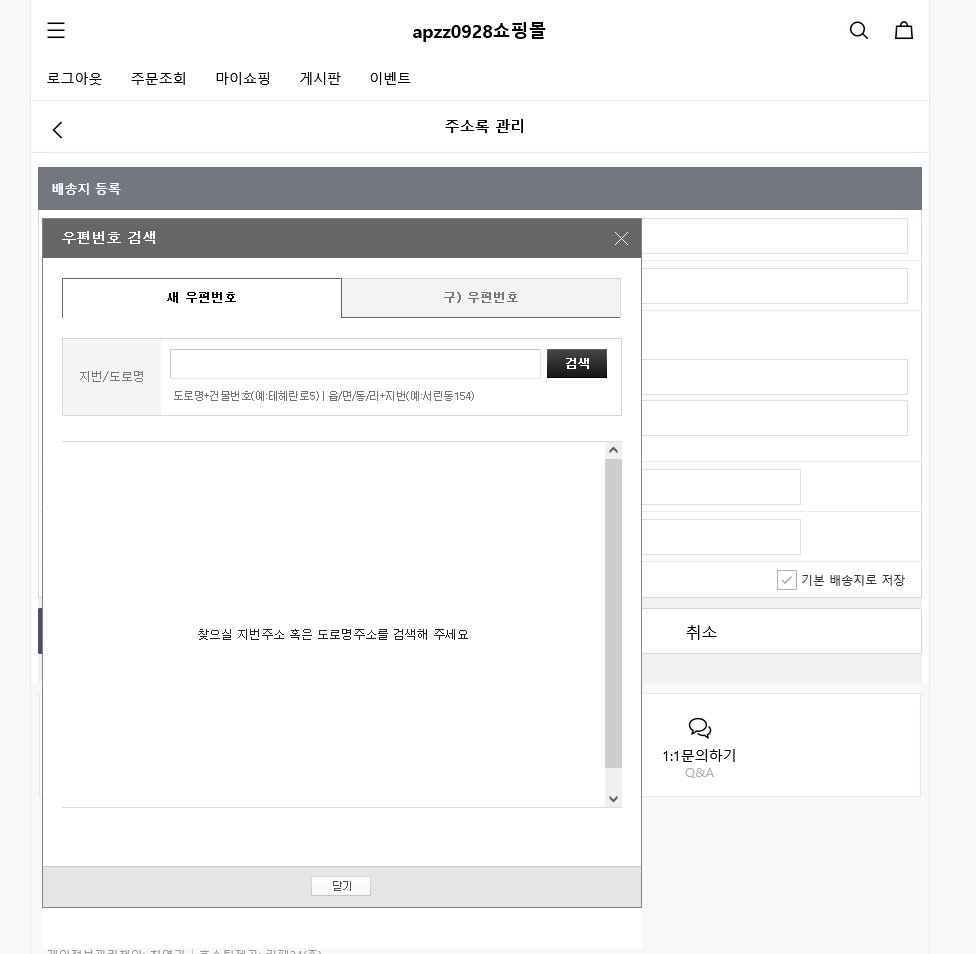 apzz0928쇼핑몰
로그아웃 주문조회 마이쇼핑 게시판 이벤트
주소록 관리
배송지 등록
우편번호 검색
새 우편번호 구) 우편번호
지번/도로명 검색
도로명+건물번호(예:테헤란로5) | 읍/면/동/리+지번(예:서린동154)
찾으실 지번주소 혹은 도로명주소를 검색해 주세요
기본 배송지로 저장
취소
1:1문의하기
Q&A
닫기